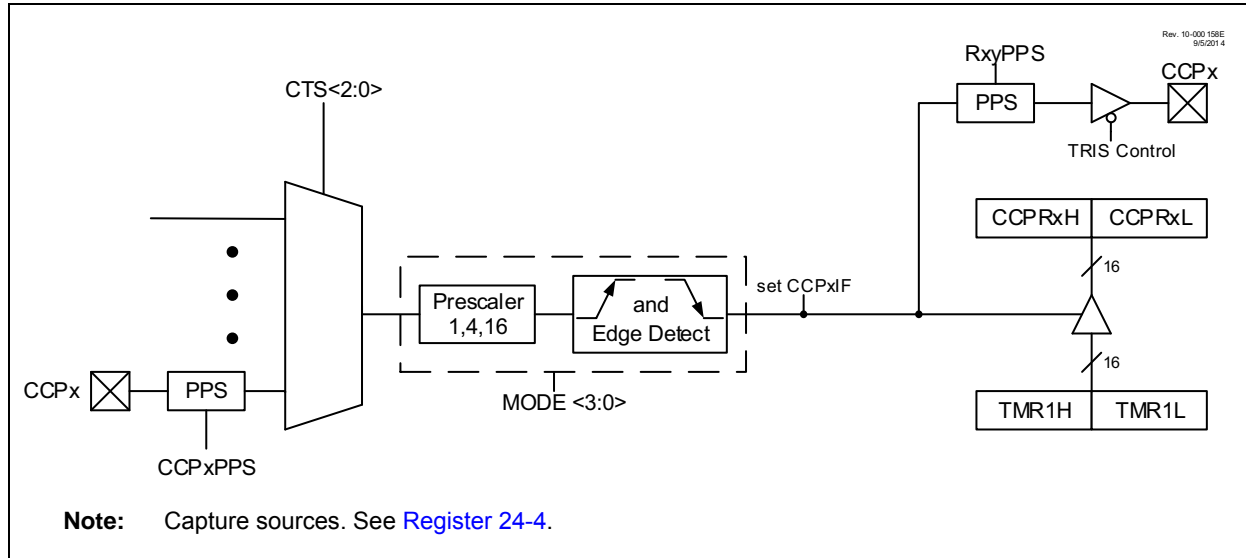 Rev. 10-000 158E
9/5/201 4
RxyPPS
CCPx
CTS<2:0>
PPS
TRIS Control
CCPRxH
CCPRxL
16
set CCPxIF
Prescaler
1,4,16
and
Edge Detect
16
CCPx
PPS
MODE <3:0>
TMR1H
TMR1L
CCPxPPS
Note: Capture sources. See Register 24-4.